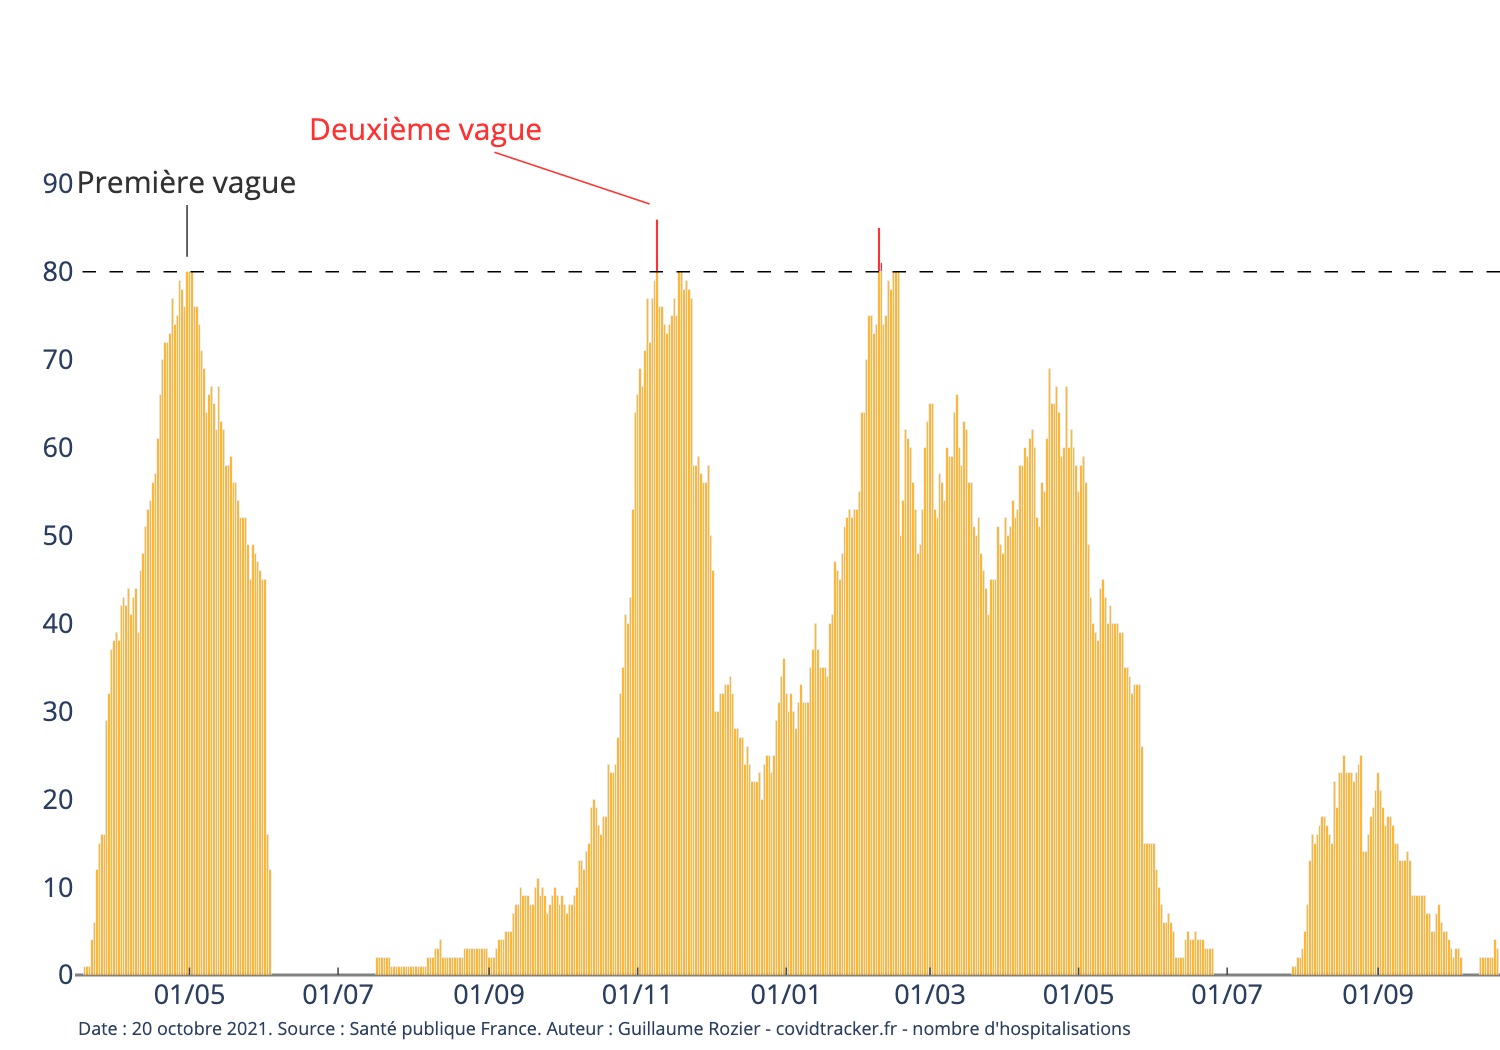 Deuxième vague
90 Première vague
80
70
60
50
40
30
20
10
0
01/05 01/07 01/09 01/11 01/01 01/03 01/05 01/07 01/09
Date : 20 octobre 2021. Source : Santé publique France. Auteur : Guillaume Rozier - covidtracker.fr - nombre d'hospitalisations